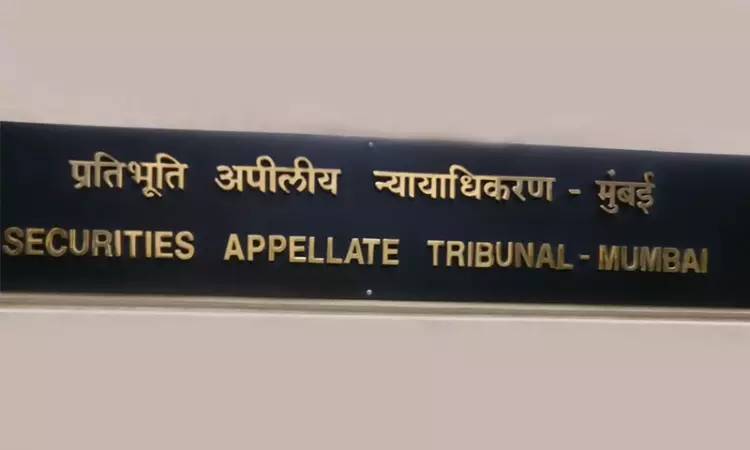 प्रतिभूति अपीलीय न्यायाधिकरण - मुंबई
SECURITIES APPELLATE TRIBUNAL - MUMBAI